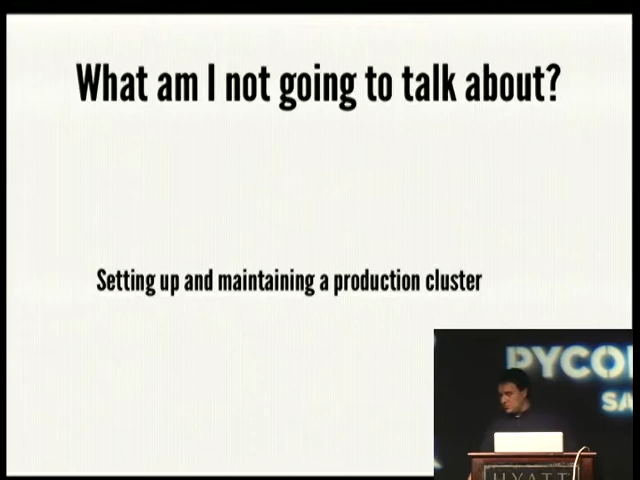 What am I not going to talk about?
Setting up and maintaining a production cluster
PYCO
SA
HYATT